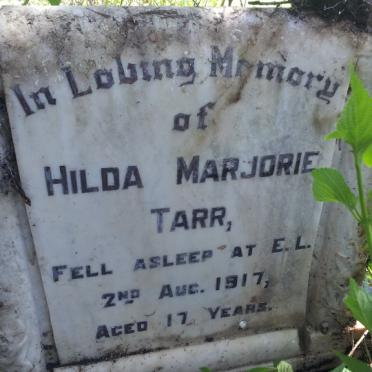 In Loving Memory
of
HILDA MARJORIE
TARR,
FELL ASLEEP AT E.L.
2ND AUG. 1917,
AGED 17 YEARS.